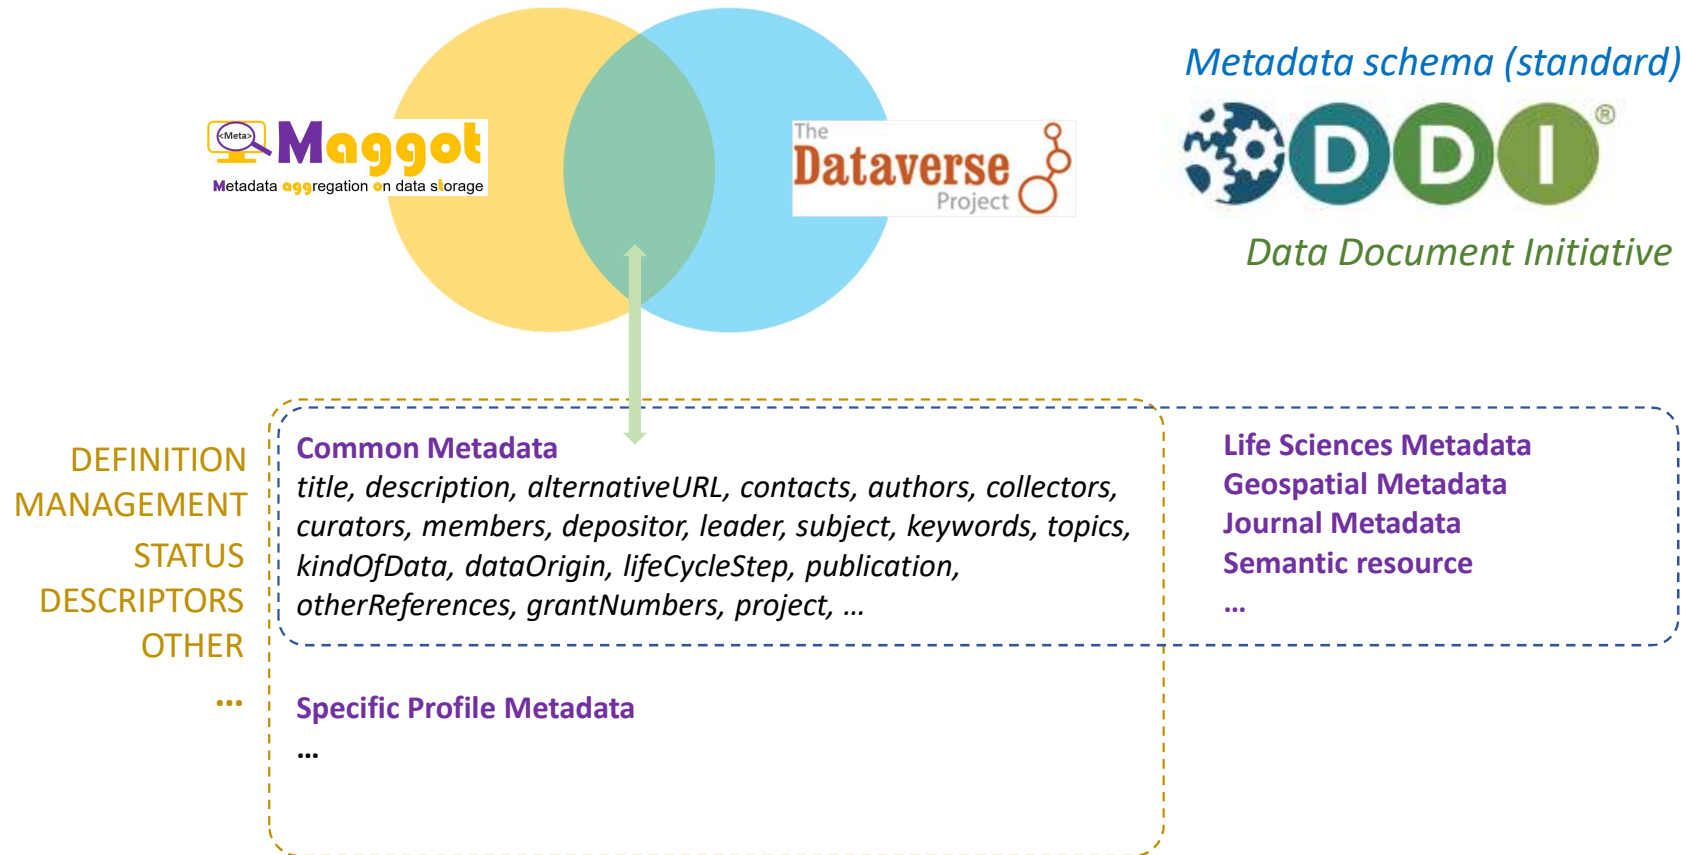 <Meta>
Maggot
Metadata aggregation on data storage
The
Dataverse
Project
Metadata schema (standard)
DDI®
Data Document Initiative
DEFINITION
MANAGEMENT
STATUS
DESCRIPTORS
OTHER
...
Common Metadata
title, description, alternativeURL, contacts, authors, collectors,
curators, members, depositor, leader, subject, keywords, topics,
kindOfData, dataOrigin, lifeCycleStep, publication,
otherReferences, grantNumbers, project, ...
Specific Profile Metadata
...
Life Sciences Metadata
Geospatial Metadata
Journal Metadata
Semantic resource
...